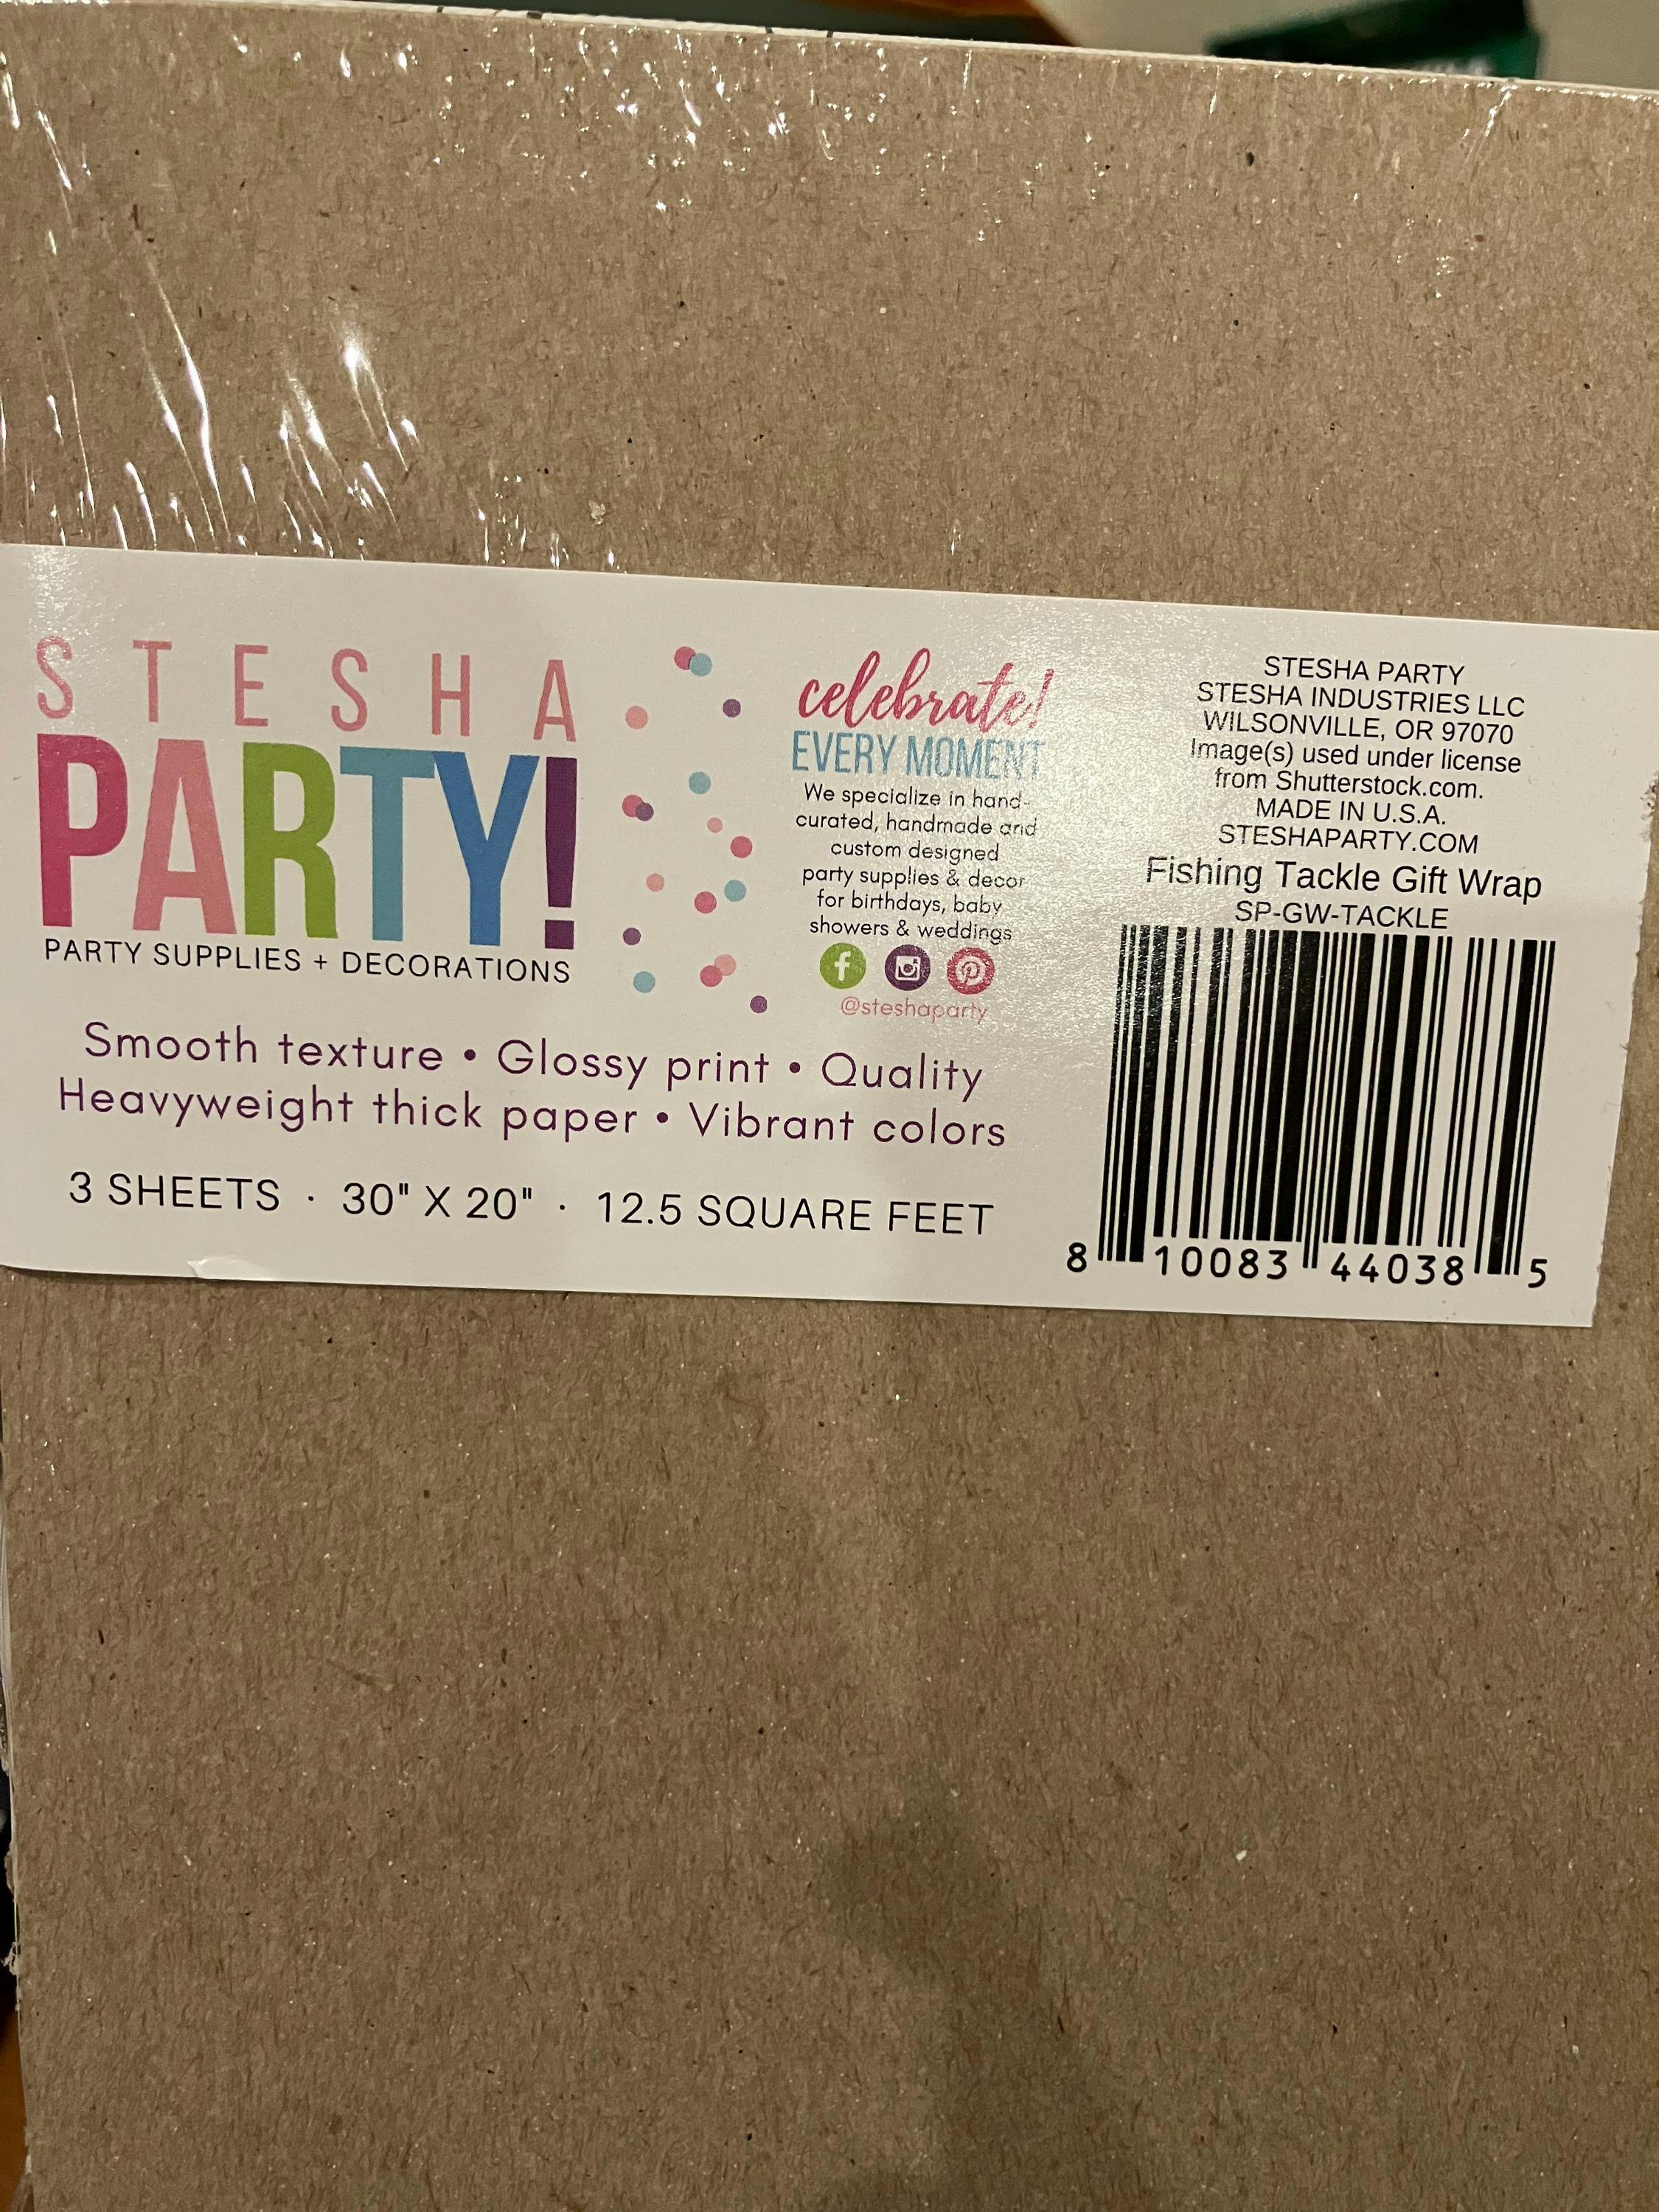 STESHA
PARTY!
PARTY SUPPLIES + DECORATIONS
celebrate!
EVERY MOMENT
We specialize in hand-
curated, handmade and
custom designed
party supplies & decor
for birthdays, baby
showers & weddings
@steshaparty
Smooth texture • Glossy print • Quality
Heavyweight thick paper • Vibrant colors
3 SHEETS · 30" X 20" · 12.5 SQUARE FEET
STESHA PARTY
STESHA INDUSTRIES LLC
WILSONVILLE, OR 97070
Image(s) used under license
from Shutterstock.com.
MADE IN U.S.A.
STESHAPARTY.COM
Fishing Tackle Gift Wrap
SP-GW-TACKLE
8 10083 44038 5